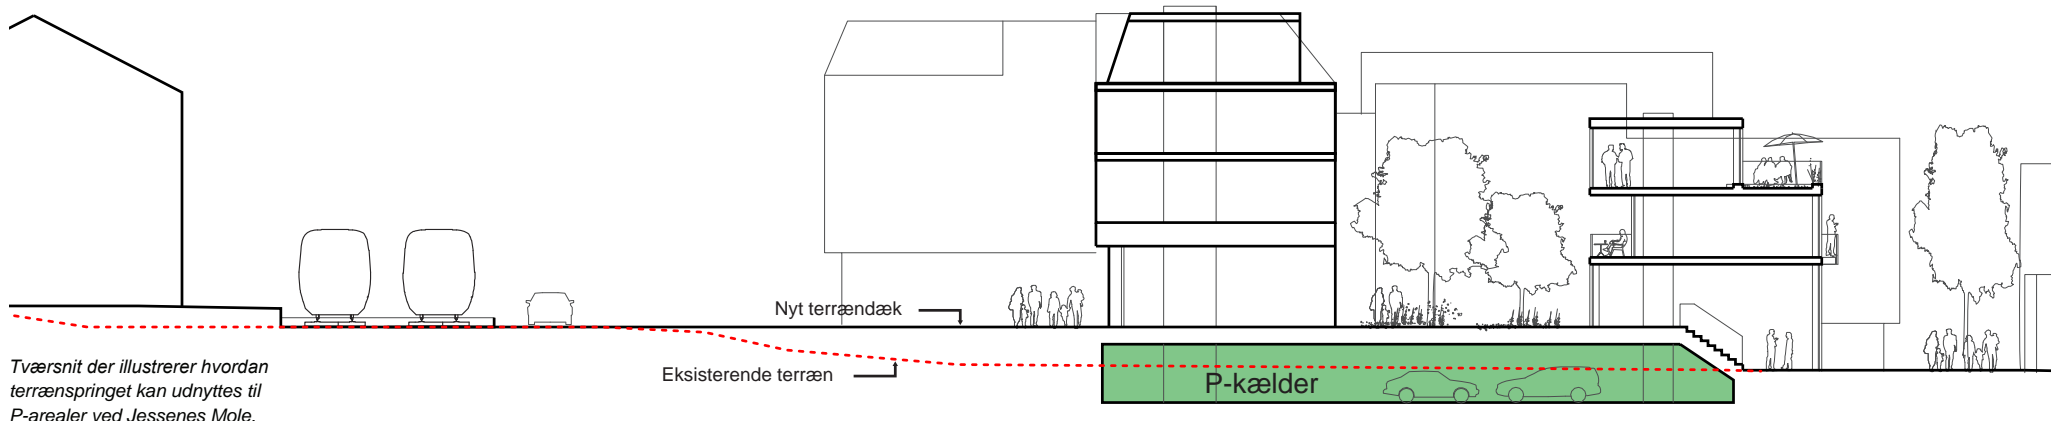 Nyt terrændæk
Eksisterende terræn
P-kælder
Tværsnit der illustrerer hvordan
terrænspringet kan udnyttes til
P-arealer ved Jessenes Mole.